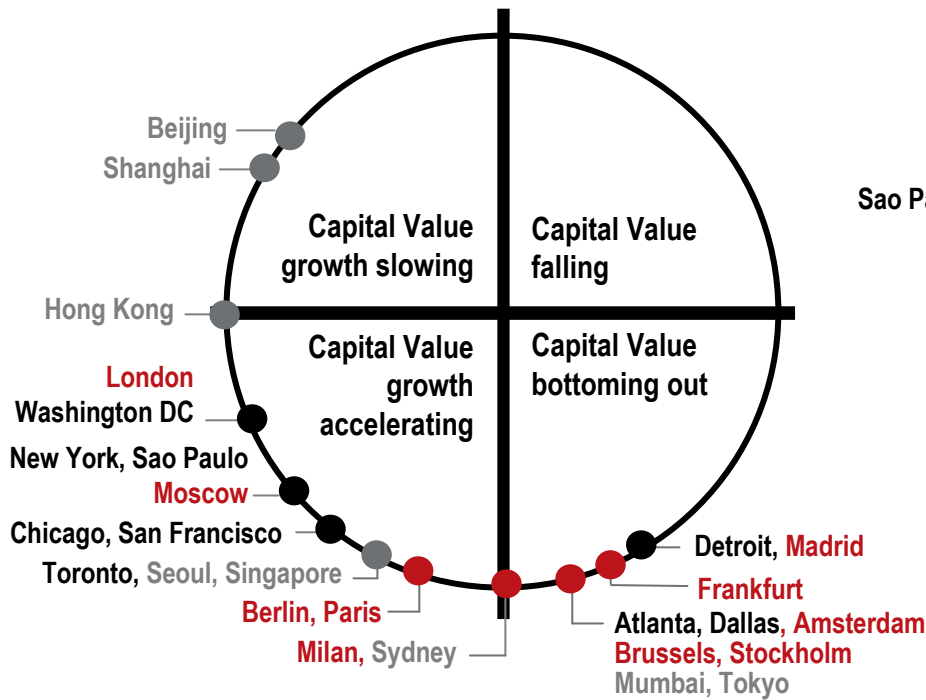 Beijing
Shanghai
Sao Pa
Capital Value
growth slowing
Capital Value
falling
Hong Kong
Capital Value
growth
accelerating
Capital Value
bottoming out
London
Washington DC
New York, Sao Paulo
Moscow
Chicago, San Francisco
Toronto, Seoul, Singapore
Berlin, Paris
Milan, Sydney
Detroit, Madrid
Frankfurt
Atlanta, Dallas, Amsterdam
Brussels, Stockholm
Mumbai, Tokyo